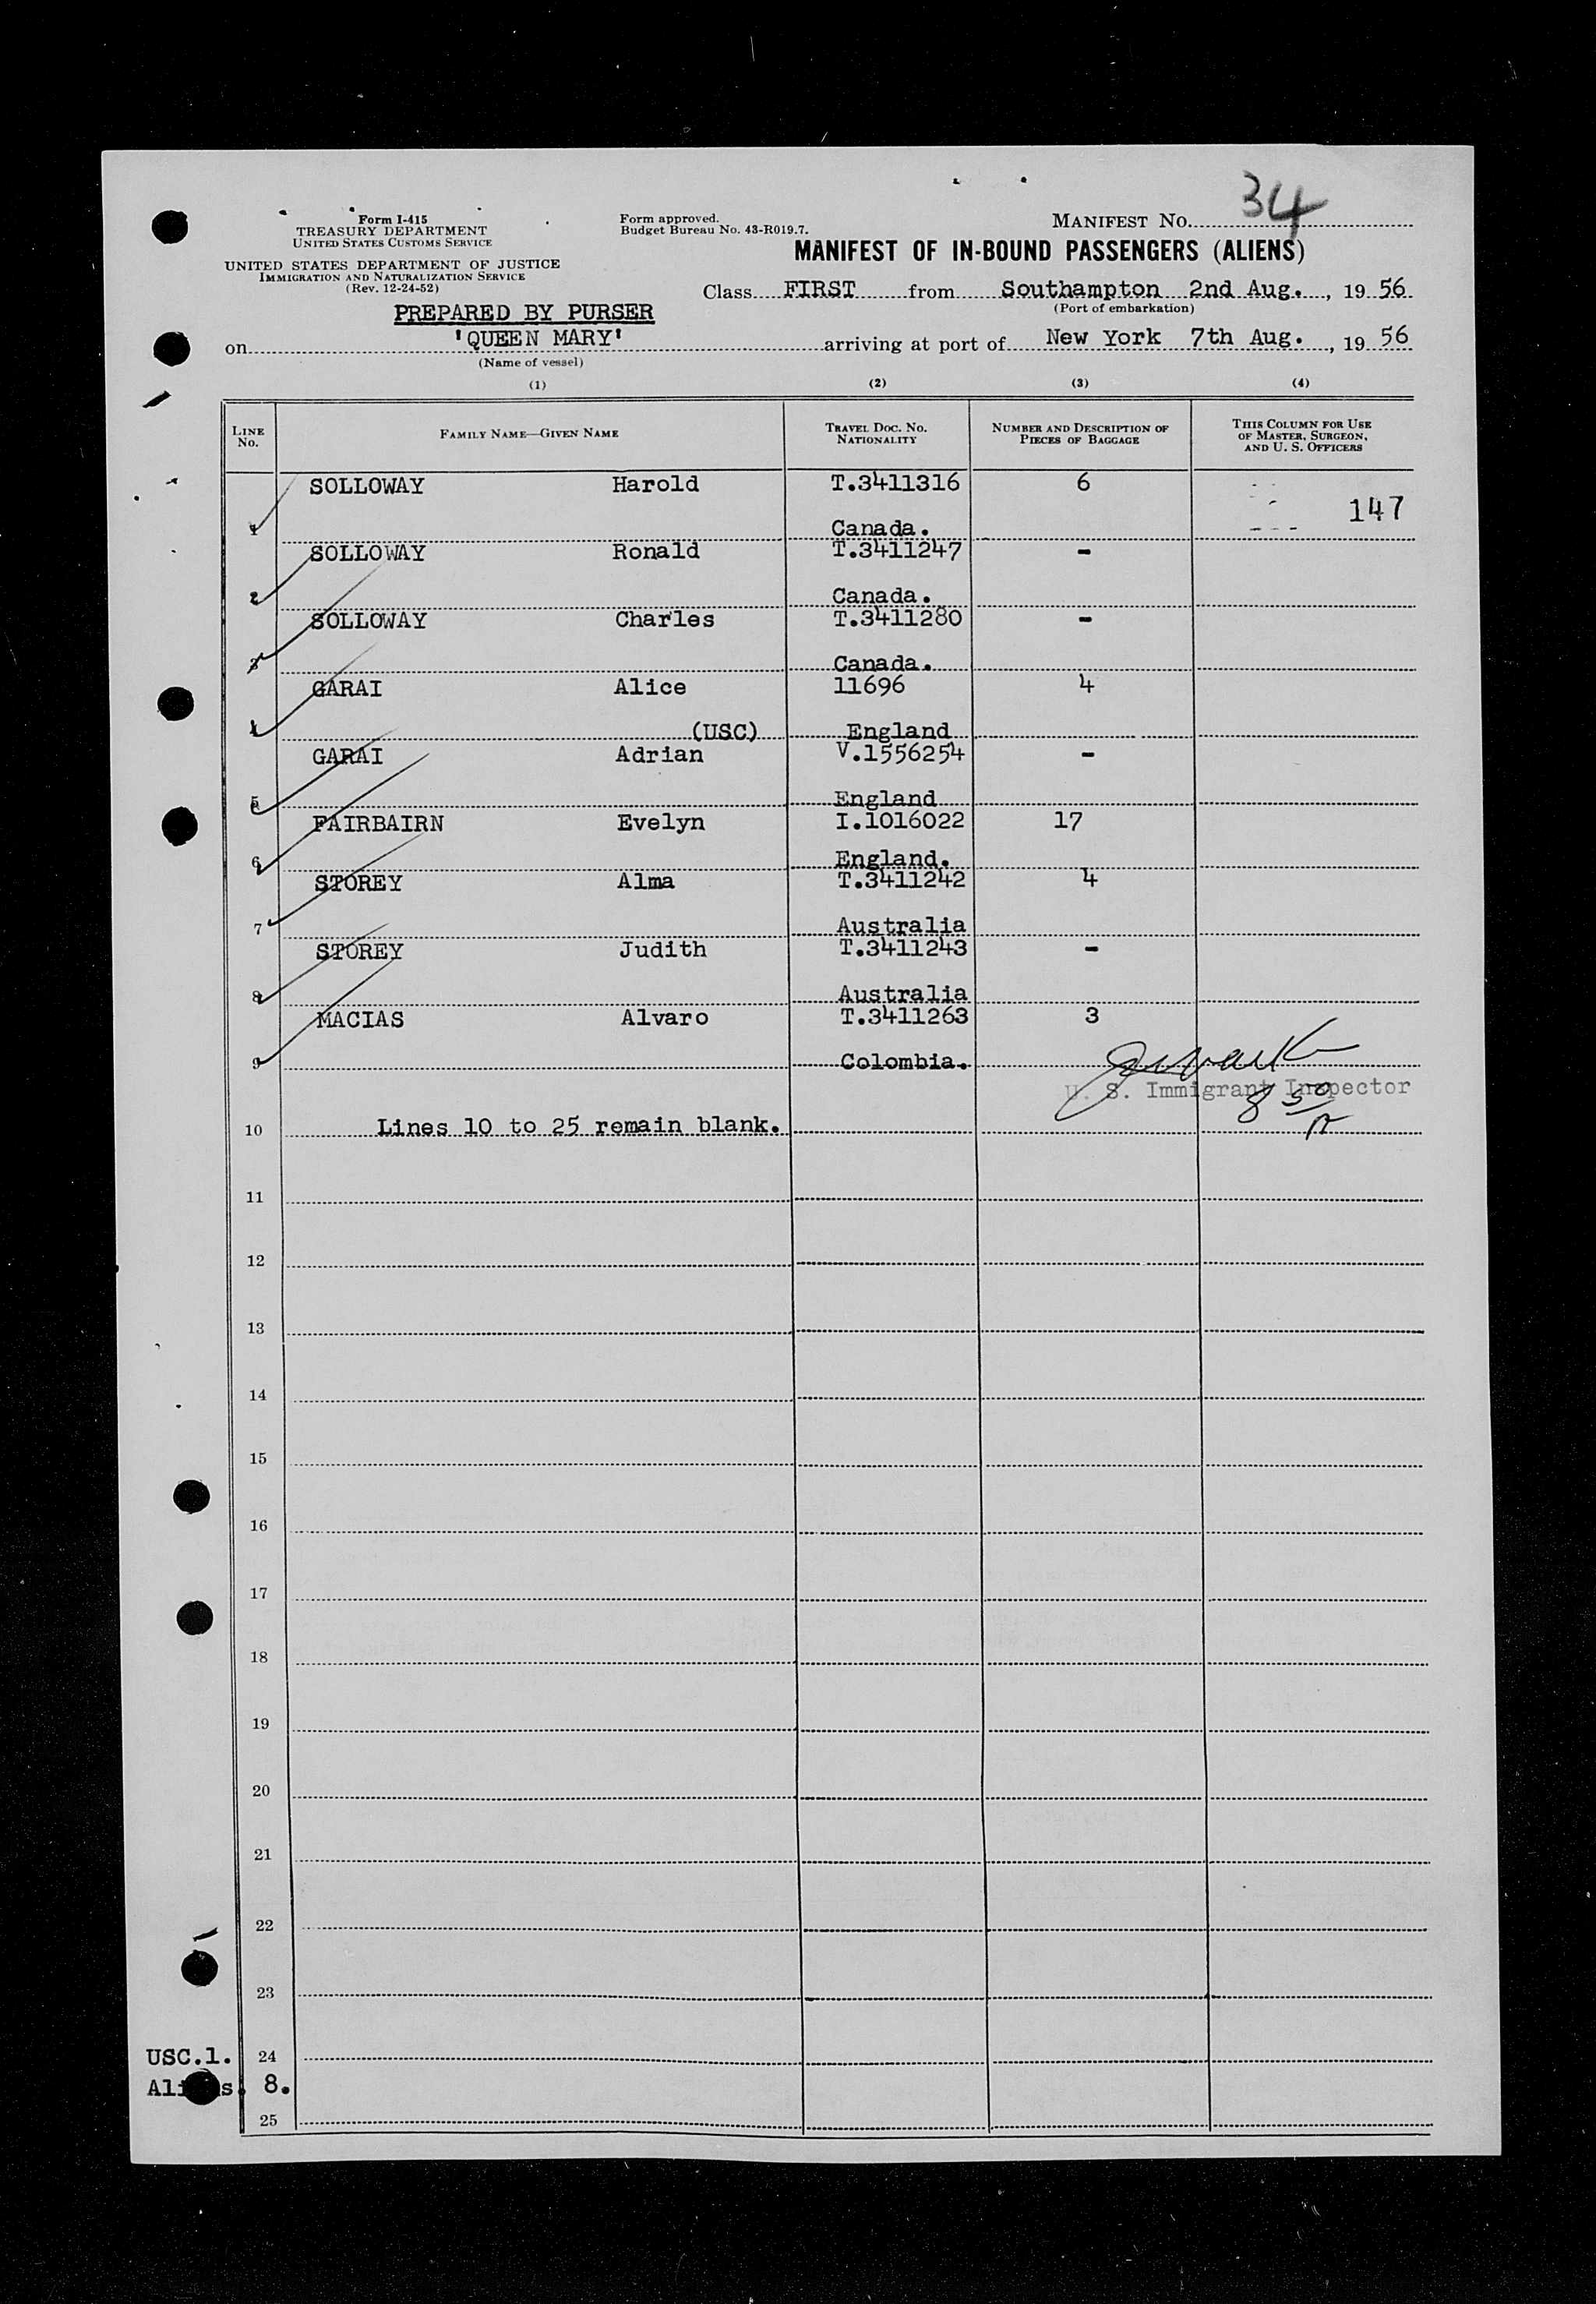 34
Form I-415
TREASURY DEPARTMENT
UNITED STATES CUSTOMS SERVICE
UNITED STATES DEPARTMENT OF JUSTICE
IMMIGRATION AND NATURALIZATION SERVICE
(Rev. 12-24-52)
Form approved.
Budget Bureau No. 43-R019.7.
MANIFEST NO.
MANIFEST OF IN-BOUND PASSENGERS (ALIENS)
Class FIRST from Southampton 2nd Aug. , 19 56
(Port of embarkation)
PREPARED BY PURSER
on 'QUEEN MARY' arriving at port of New York 7th Aug. , 19 56
(Name of vessel)
(1) (2) (3) (4)
LINE NO. FAMILY NAME—GIVEN NAME TRAVEL DOC. NO. NATIONALITY NUMBER AND DESCRIPTION OF PIECES OF BAGGAGE THIS COLUMN FOR USE OF MASTER, SURGEON, AND U. S. OFFICERS
SOLLOWAY Harold T.3411316 6
147
1 Canada.
SOLLOWAY Ronald T.3411247 -
2 Canada.
SOLLOWAY Charles T.3411280 -
3 Canada.
GARAI Alice 11696 4
4 (USC) England
GARAI Adrian V.1556254 -
5 England
FAIRBAIRN Evelyn I.1016022 17
6 England.
STOREY Alma T.3411242 4
7 Australia
STOREY Judith T.3411243 -
8 Australia
MACIAS Alvaro T.3411263 3
9 Colombia.
U. S. Immigrant Inspector
8 50
10 Lines 10 to 25 remain blank.
11
12
13
14
15
16
17
18
19
20
21
22
23
USC.1. 24
8.
25